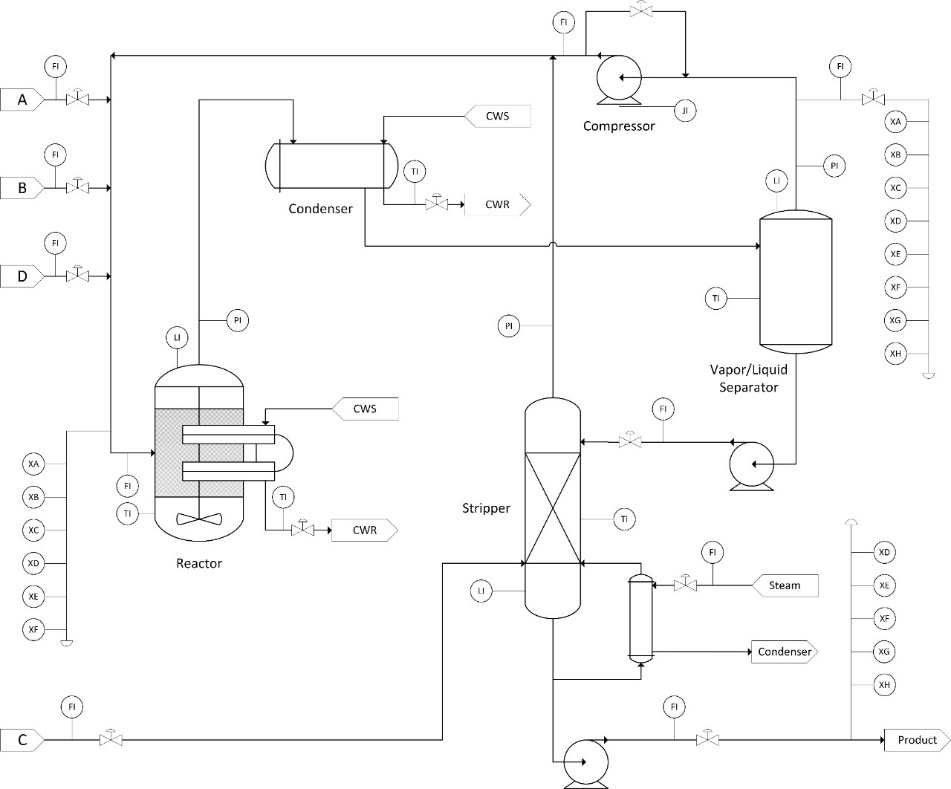 FI
FI
FI
A
JI
Compressor
XA
CWS
XB
FI
B
TI
PI
LI
XC
CWR
Condenser
XD
FI
D
XE
XF
TI
PI
PI
XG
LI
XH
Vapor/Liquid
Separator
CWS
FI
XA
FI
XB
TI
Stripper
TI
TI
XC
CWR
Reactor
XD
FI
XD
XE
LI
Steam
XE
XF
XF
Condenser
XG
XH
FI
FI
C
Product